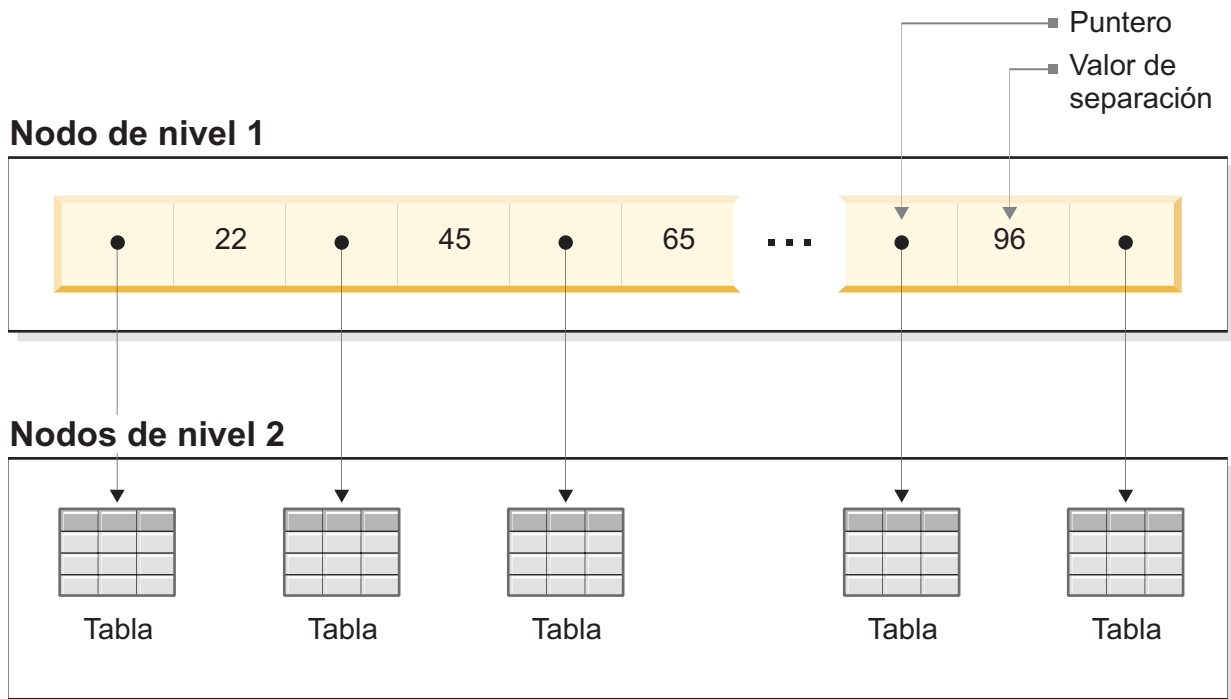 Puntero
Valor de
separación
Nodo de nivel 1
22 45 65 ... 96
Nodos de nivel 2
Tabla Tabla Tabla Tabla Tabla